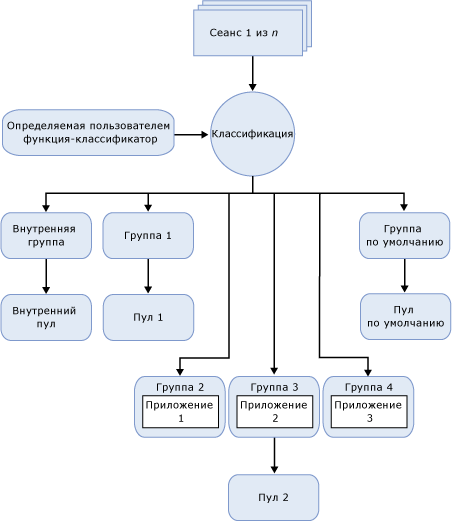 Сеанс 1 из n
Определяемая пользователем
функция-классификатор
Классификация
Внутренняя
группа
Группа 1
Группа
по умолчанию
Внутренний
пул
Пул 1
Пул
по умолчанию
Группа 2
Приложение
1
Группа 3
Приложение
2
Группа 4
Приложение
3
Пул 2